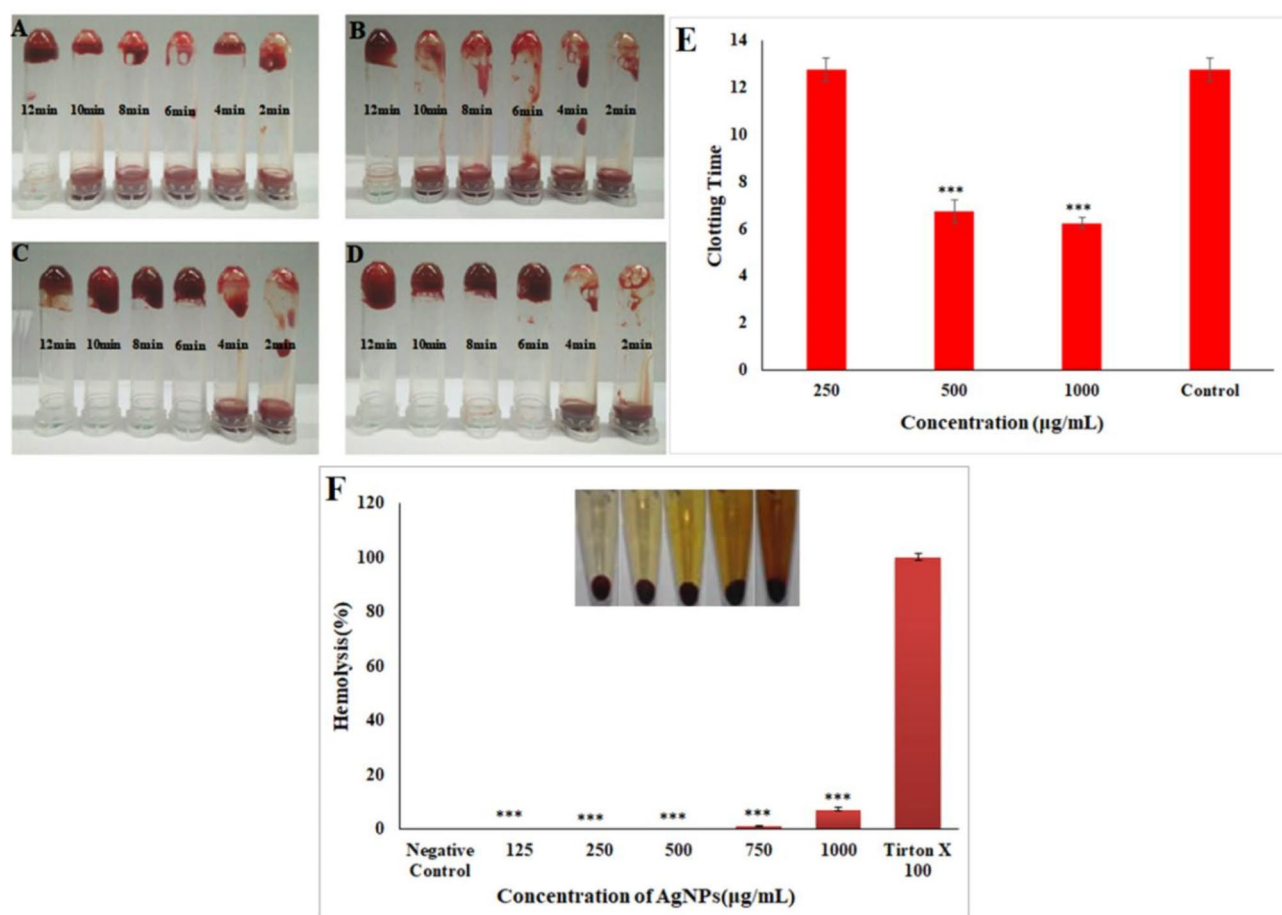 A
12min 10min 8min 6min 4min 2min
B
12min 10min 8min 6min 4min 2min
C
12min 10min 8min 6min 4min 2min
D
12min 10min 8min 6min 4min 2min
E
Clotting Time
14
12
10
8
6
4
2
0
***
***
250 500 1000 Control
Concentration (µg/mL)
F
Hemolysis(%)
120
100
80
60
40
20
0
*** *** *** *** ***
Negative Control 125 250 500 750 1000 Tirton X 100
Concentration of AgNPs(µg/mL)